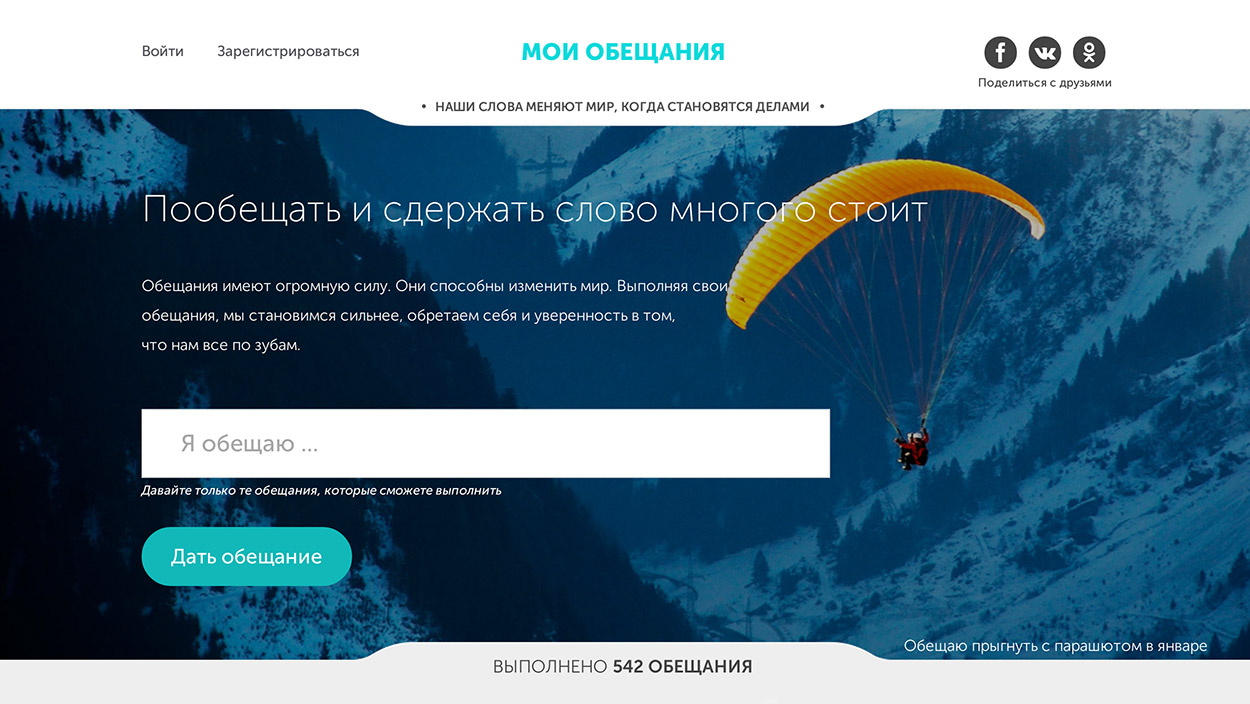 Войти
Зарегистрироваться
МОИ ОБЕЩАНИЯ
Поделиться с друзьями
• НАШИ СЛОВА МЕНЯЮТ МИР, КОГДА СТАНОВЯТСЯ ДЕЛАМИ •
Пообещать и сдержать слово многого стоит
Обещания имеют огромную силу. Они способны изменить мир. Выполняя свои
обещания, мы становимся сильнее, обретаем себя и уверенность в том,
что нам все по зубам.
Я обещаю ...
Давайте только те обещания, которые сможете выполнить
Дать обещание
Обещаю прыгнуть с парашютом в январе
ВЫПОЛНЕНО 542 ОБЕЩАНИЯ